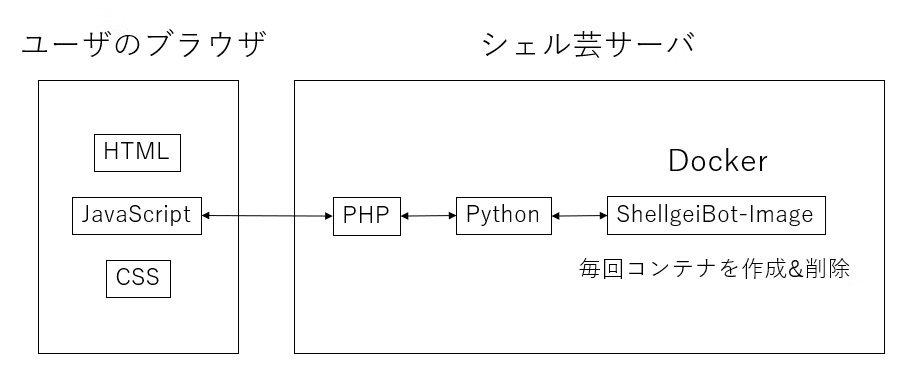 ユーザのブラウザ
シェル芸サーバ
HTML
JavaScript
CSS
Docker
PHP
Python
ShellgeiBot-Image
毎回コンテナを作成&削除